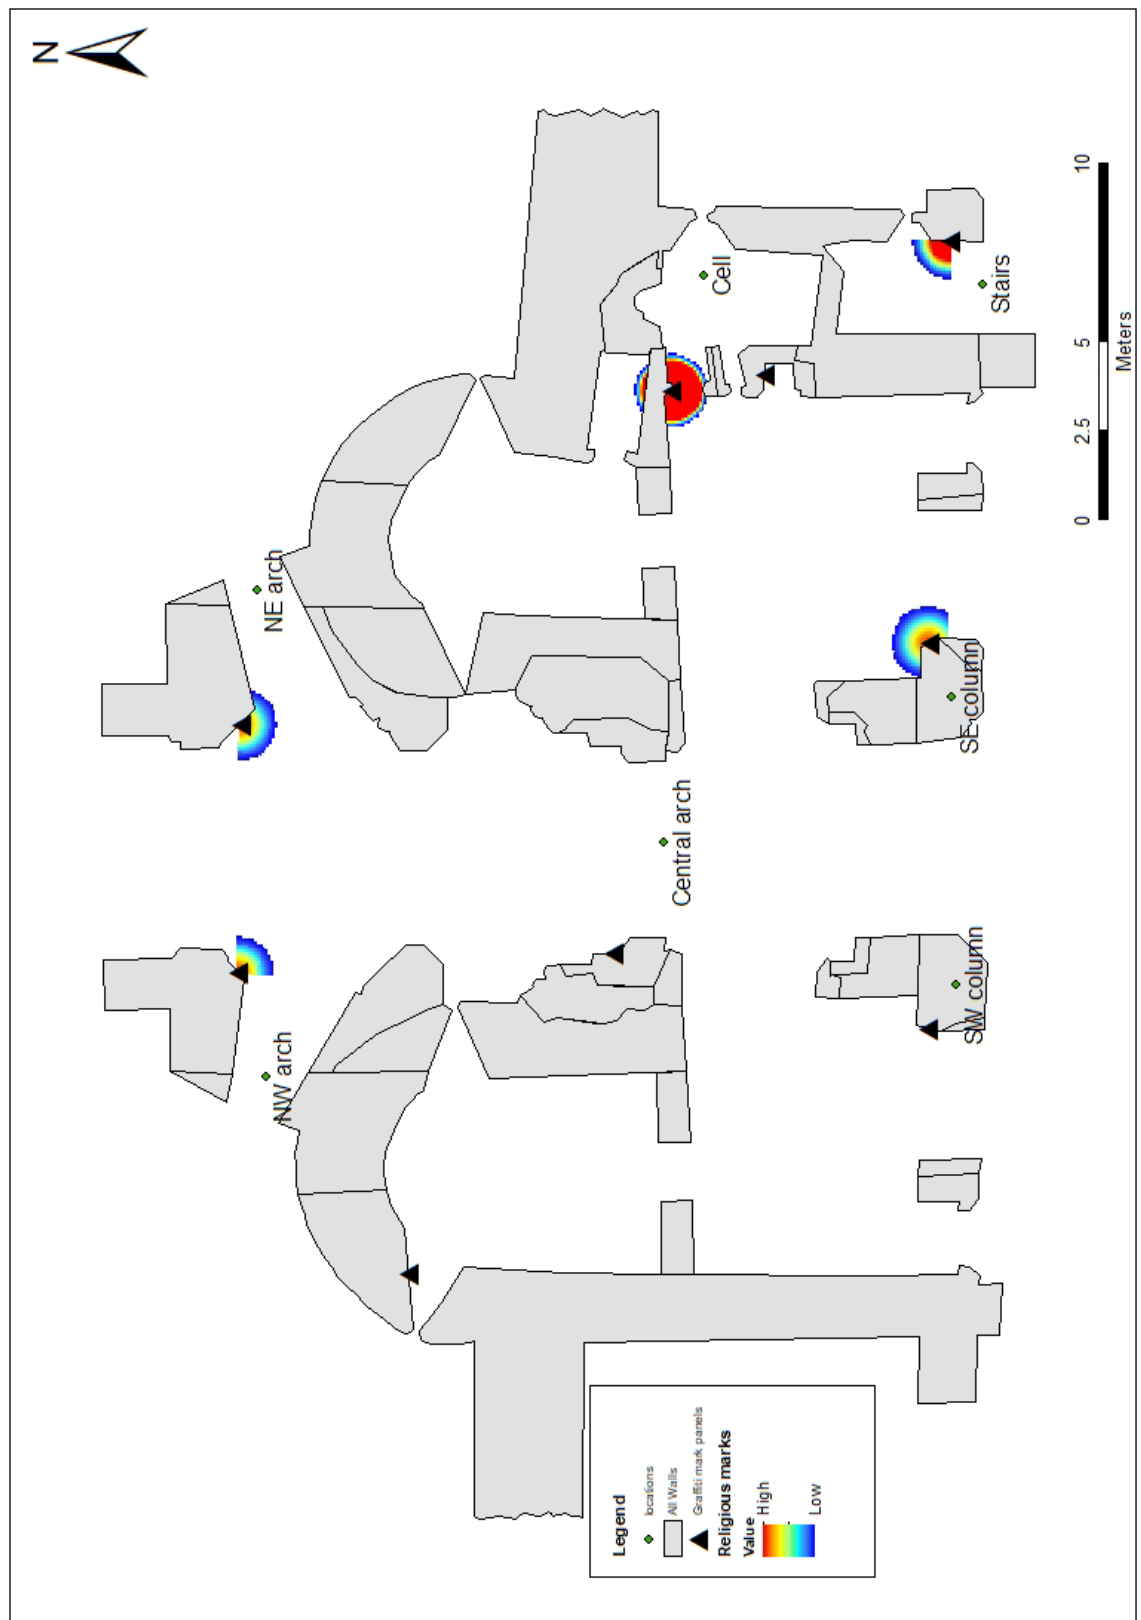 N
NW arch
NE arch
Central arch
Cell
SW column
SE column
Stairs
Legend
locations
All Walls
Graffiti mark panels
Religious marks
Value
High
Low
0 2.5 5 10
Meters